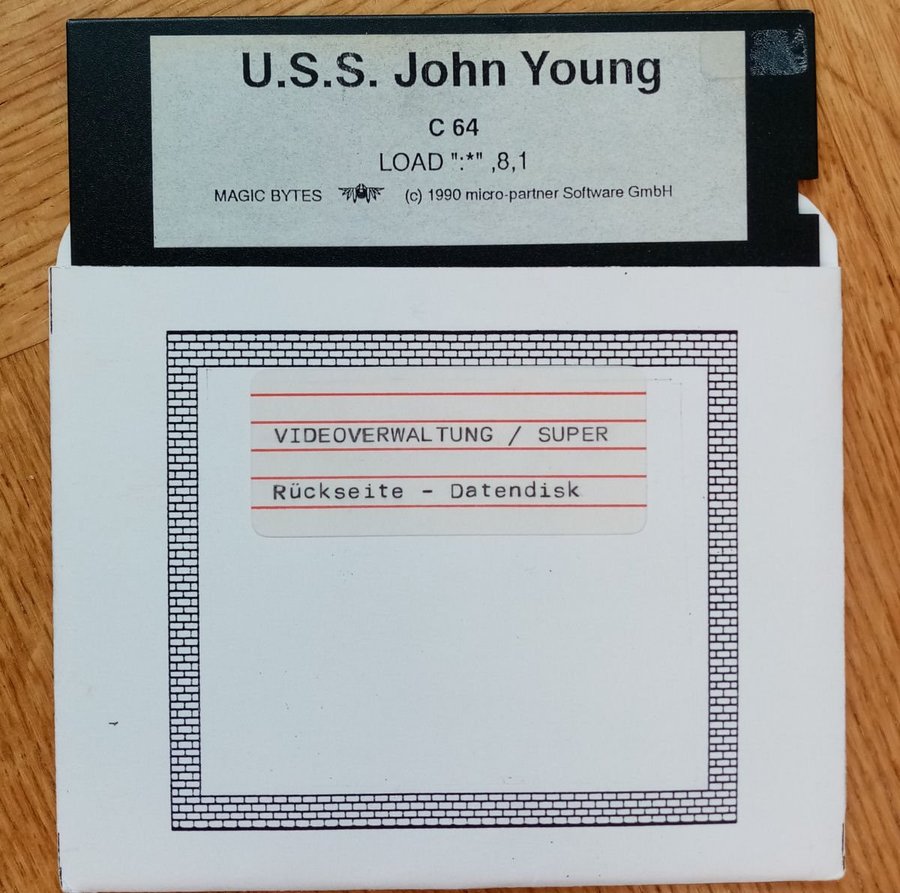 U.S.S. John Young
C 64
LOAD ":*" ,8,1
MAGIC BYTES (c) 1990 micro-partner Software GmbH
VIDEOVERWALTUNG / SUPER
Rückseite - Datendisk